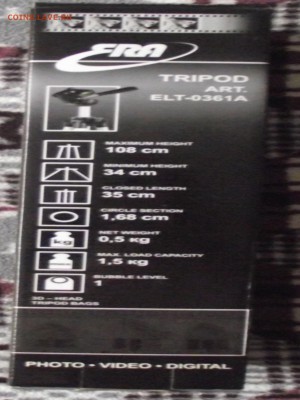 ERA
TRIPOD
ART.
ELT-0361A
MAXIMUM HEIGHT
108 cm
MINIMUM HEIGHT
34 cm
CLOSED LENGTH
35 cm
CIRCLE SECTION
1,68 cm
NET WEIGHT
kg
0,5 кg
MAX. LOAD CAPACITY
kg
1,5 кg
BUBBLE LEVEL
1
3D – HEAD
TRIPOD BAGS
PHOTO • VIDEO • DIGITAL